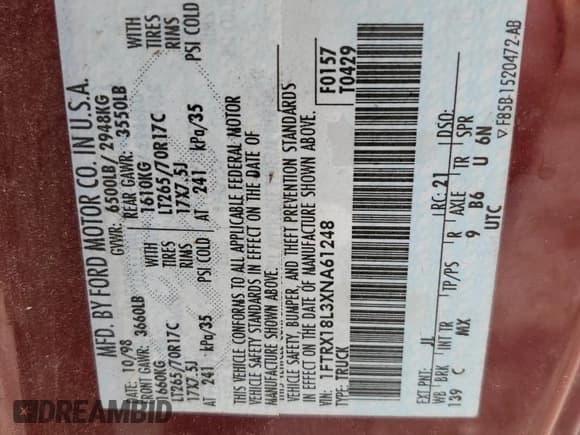 MFD. BY FORD MOTOR CO. IN U.S.A.
DATE: 10/98 GVWR: 6500LB/ 2948KG
FRONT GAWR: 3660LB REAR GAWR: 3550LB
1660KG 1610KG WITH
LT265/70R17C WITH TIRES LT265/70R17C TIRES
17X7.5J RIMS 17X7.5J RIMS
AT 241 kPa/35 PSI COLD AT 241 kPa/35 PSI COLD
THIS VEHICLE CONFORMS TO ALL APPLICABLE FEDERAL MOTOR
VEHICLE SAFETY STANDARDS IN EFFECT ON THE DATE OF
MANUFACTURE SHOWN ABOVE.
VEHICLE SAFETY, BUMPER, AND THEFT PREVENTION STANDARDS
IN EFFECT ON THE DATE OF MANUFACTURE SHOWN ABOVE.
VIN: 1FTRX18L3XNA61248 F0157
TYPE: TRUCK T0429
EXT PNT: JL RC: 21 DSO:
WB BRK INT TR TP/PS R AXLE TR SPR
139 C MX 9 B6 U 6N
UTC
▽ F85B-1520472-AB
DREAMBID